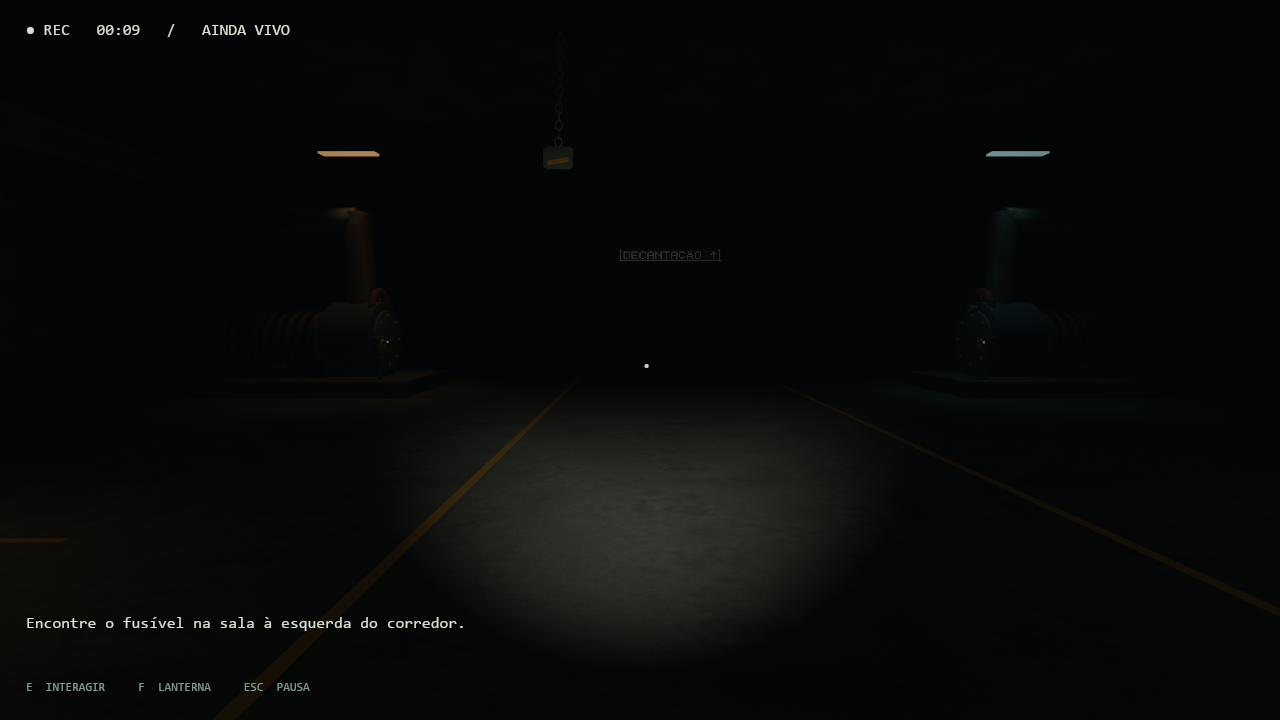 ● REC 00:09 / AINDA VIVO
DECANTAÇÃO ↑
Encontre o fusível na sala à esquerda do corredor.
E INTERAGIR F LANTERNA ESC PAUSA